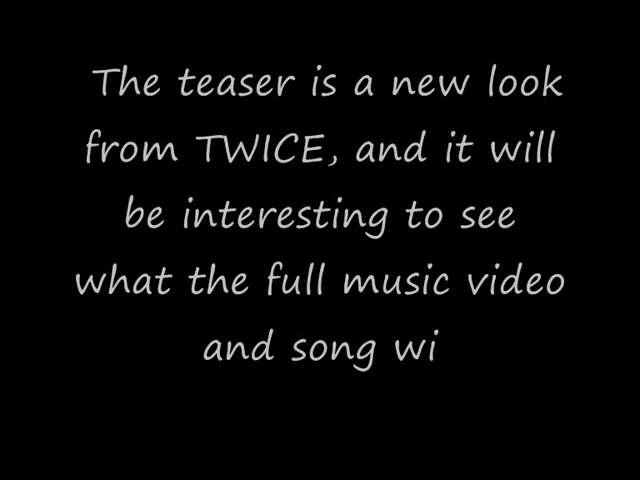 The teaser is a new look
from TWICE, and it will
be interesting to see
what the full music video
and song wi